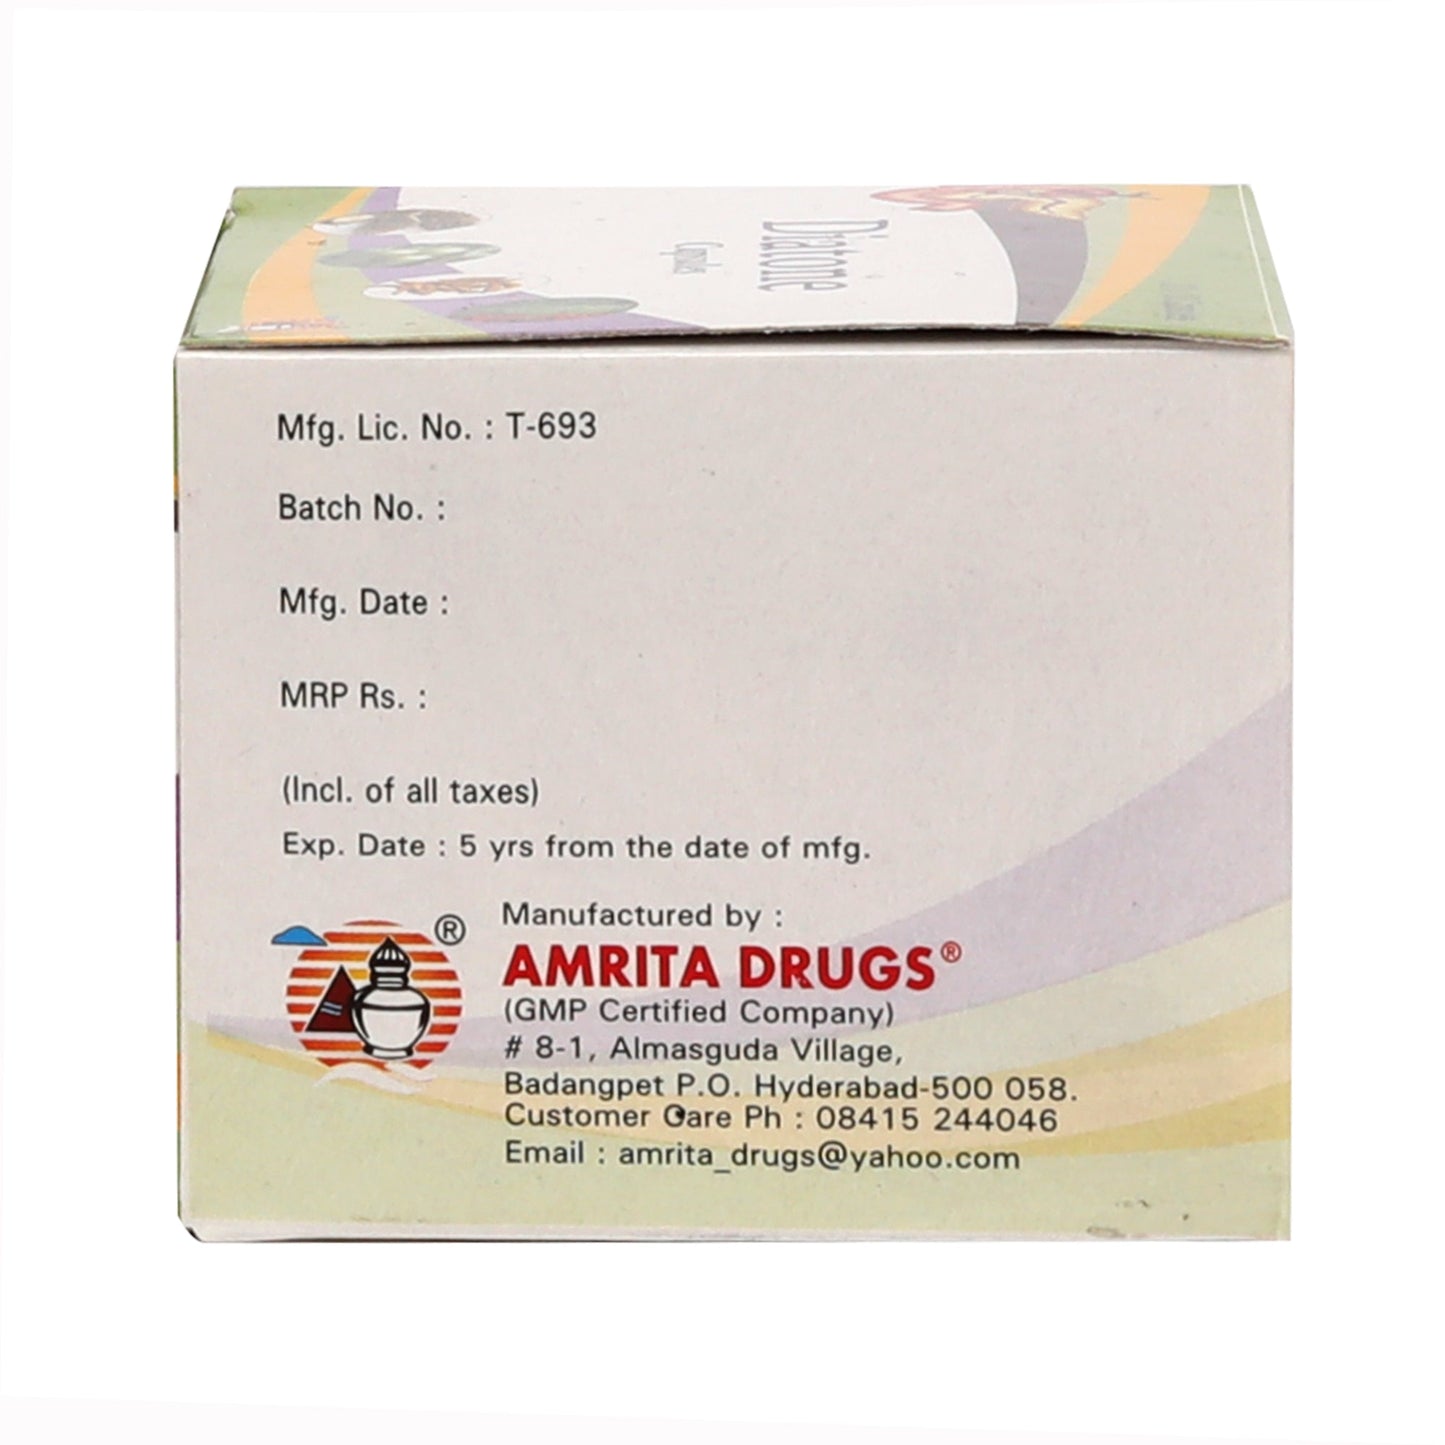 Diatone
Capsules
Mfg. Lic. No. : T-693
Batch No. :
Mfg. Date :
MRP Rs. :
(Incl. of all taxes)
Exp. Date : 5 yrs from the date of mfg.
®
Manufactured by :
AMRITA DRUGS®
(GMP Certified Company)
# 8-1, Almasguda Village,
Badangpet P.O. Hyderabad-500 058.
Customer Care Ph : 08415 244046
Email : amrita_drugs@yahoo.com